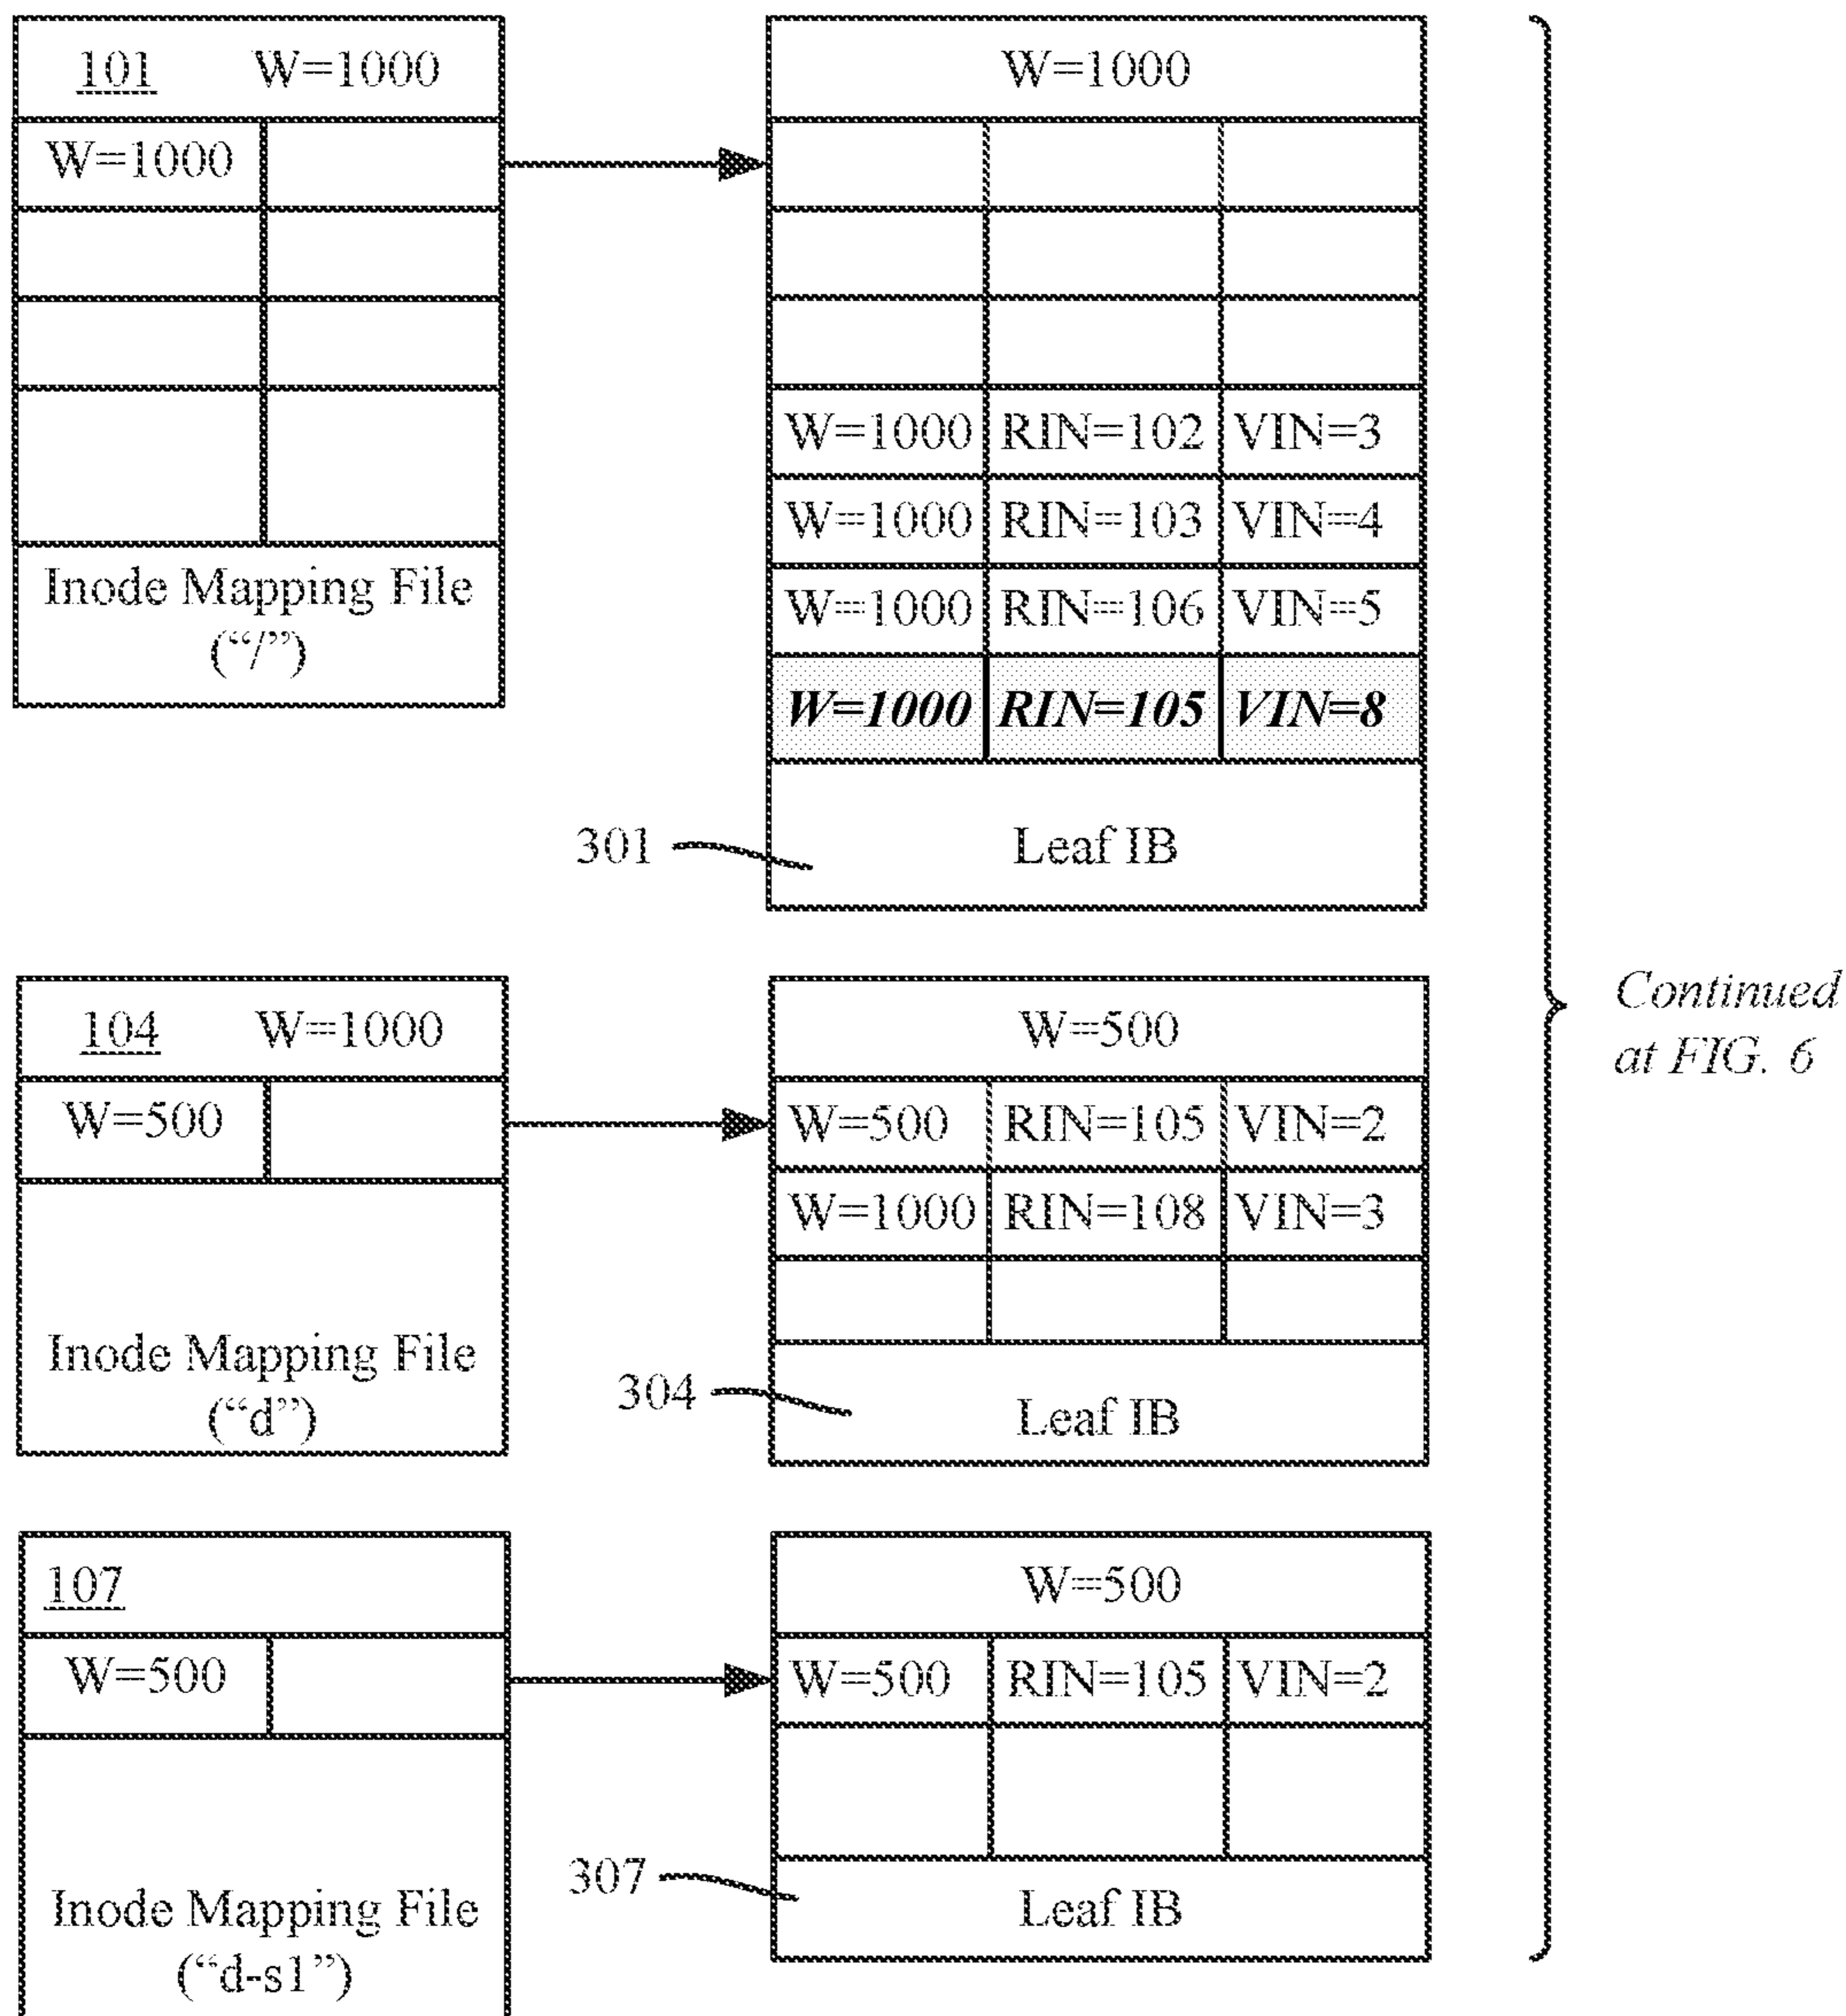 101 W=1000
W=1000
Inode Mapping File
(“/”)
W=1000
W=1000 RIN=102 VIN=3
W=1000 RIN=103 VIN=4
W=1000 RIN=106 VIN=5
W=1000 RIN=105 VIN=8
301
Leaf IB
104 W=1000
W=500
Inode Mapping File
(“d”)
W=500
W=500 RIN=105 VIN=2
W=1000 RIN=108 VIN=3
304
Leaf IB
107
W=500
Inode Mapping File
(“d-s1”)
W=500
W=500 RIN=105 VIN=2
307
Leaf IB
Continued
at FIG. 6